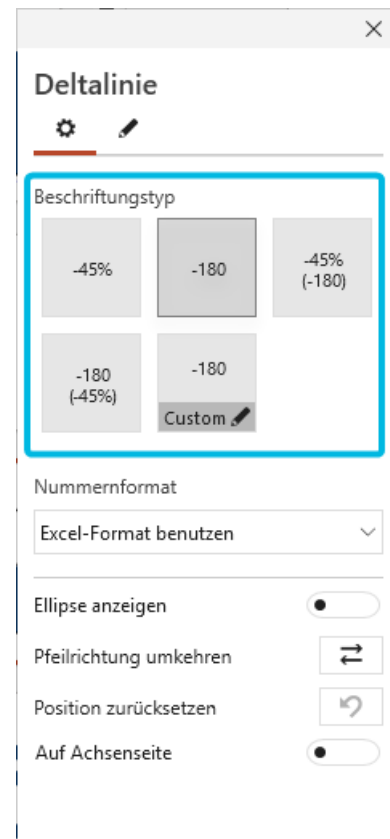 Deltalinie
Beschriftungstyp
-45%
-180
-45%
(-180)
-180
(-45%)
-180
Custom
Nummernformat
Excel-Format benutzen
Ellipse anzeigen
Pfeilrichtung umkehren
Position zurücksetzen
Auf Achsenseite